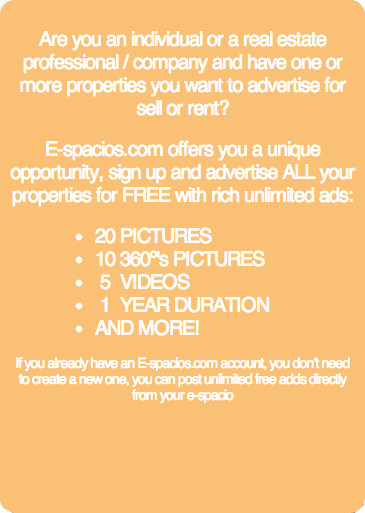 Are you an individual or a real estate
professional / company and have one or
more properties you want to advertise for
sell or rent?
E-spacios.com offers you a unique
opportunity, sign up and advertise ALL your
properties for FREE with rich unlimited ads:
• 20 PICTURES
• 10 360º's PICTURES
• 5 VIDEOS
• 1 YEAR DURATION
• AND MORE!
If you already have an E-spacios.com account, you don't need
to create a new one, you can post unlimited free adds directly
from your e-spacio